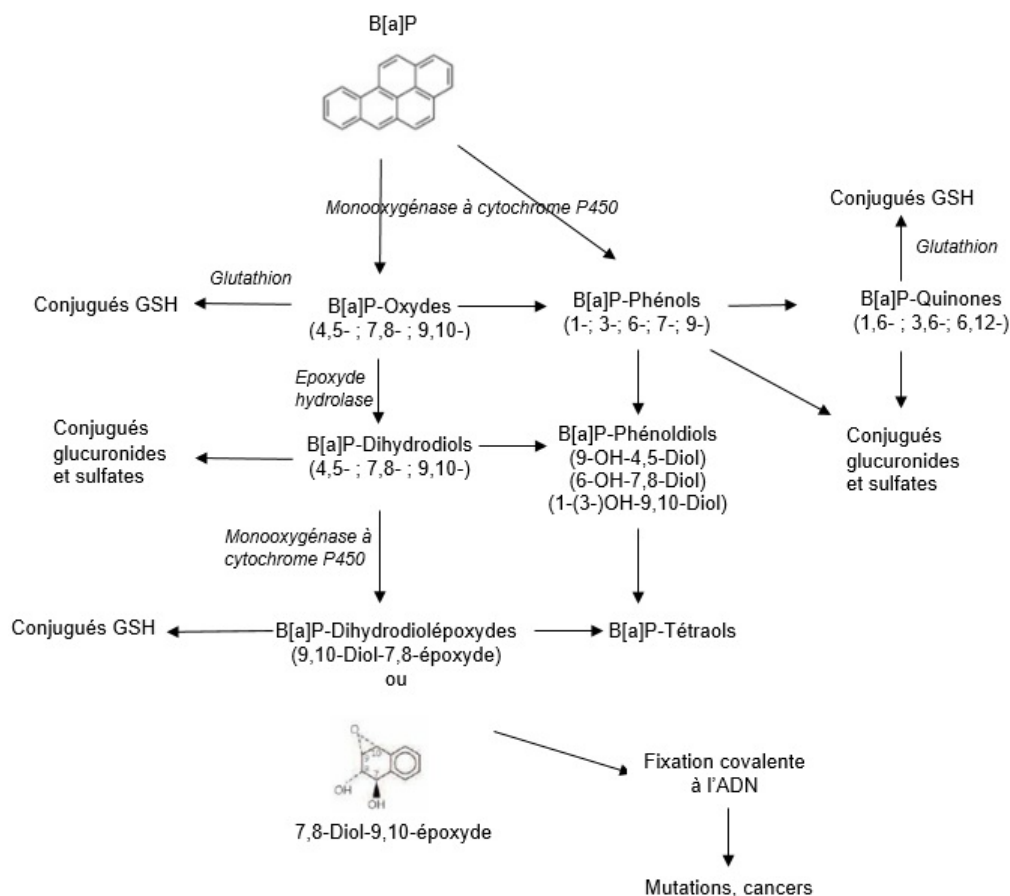 B[a]P
Monooxygénase à cytochrome P450
Conjugués GSH
Glutathion
Glutathion
Conjugués GSH
B[a]P-Oxydes
(4,5- ; 7,8- ; 9,10-)
B[a]P-Phénols
(1-; 3-; 6-; 7-; 9-)
B[a]P-Quinones
(1,6- ; 3,6-; 6,12-)
Epoxyde
hydrolase
Conjugués
glucuronides
et sulfates
B[a]P-Dihydrodiols
(4,5- ; 7,8- ; 9,10-)
B[a]P-Phénoldiols
(9-OH-4,5-Diol)
(6-OH-7,8-Diol)
(1-(3-)OH-9,10-Diol)
Conjugués
glucuronides
et sulfates
Monooxygénase à
cytochrome P450
Conjugués GSH
B[a]P-Dihydrodiolépoxydes
(9,10-Diol-7,8-époxyde)
ou
B[a]P-Tétraols
O
10
7
OH
OH
7,8-Diol-9,10-époxyde
Fixation covalente
à l'ADN
Mutations, cancers